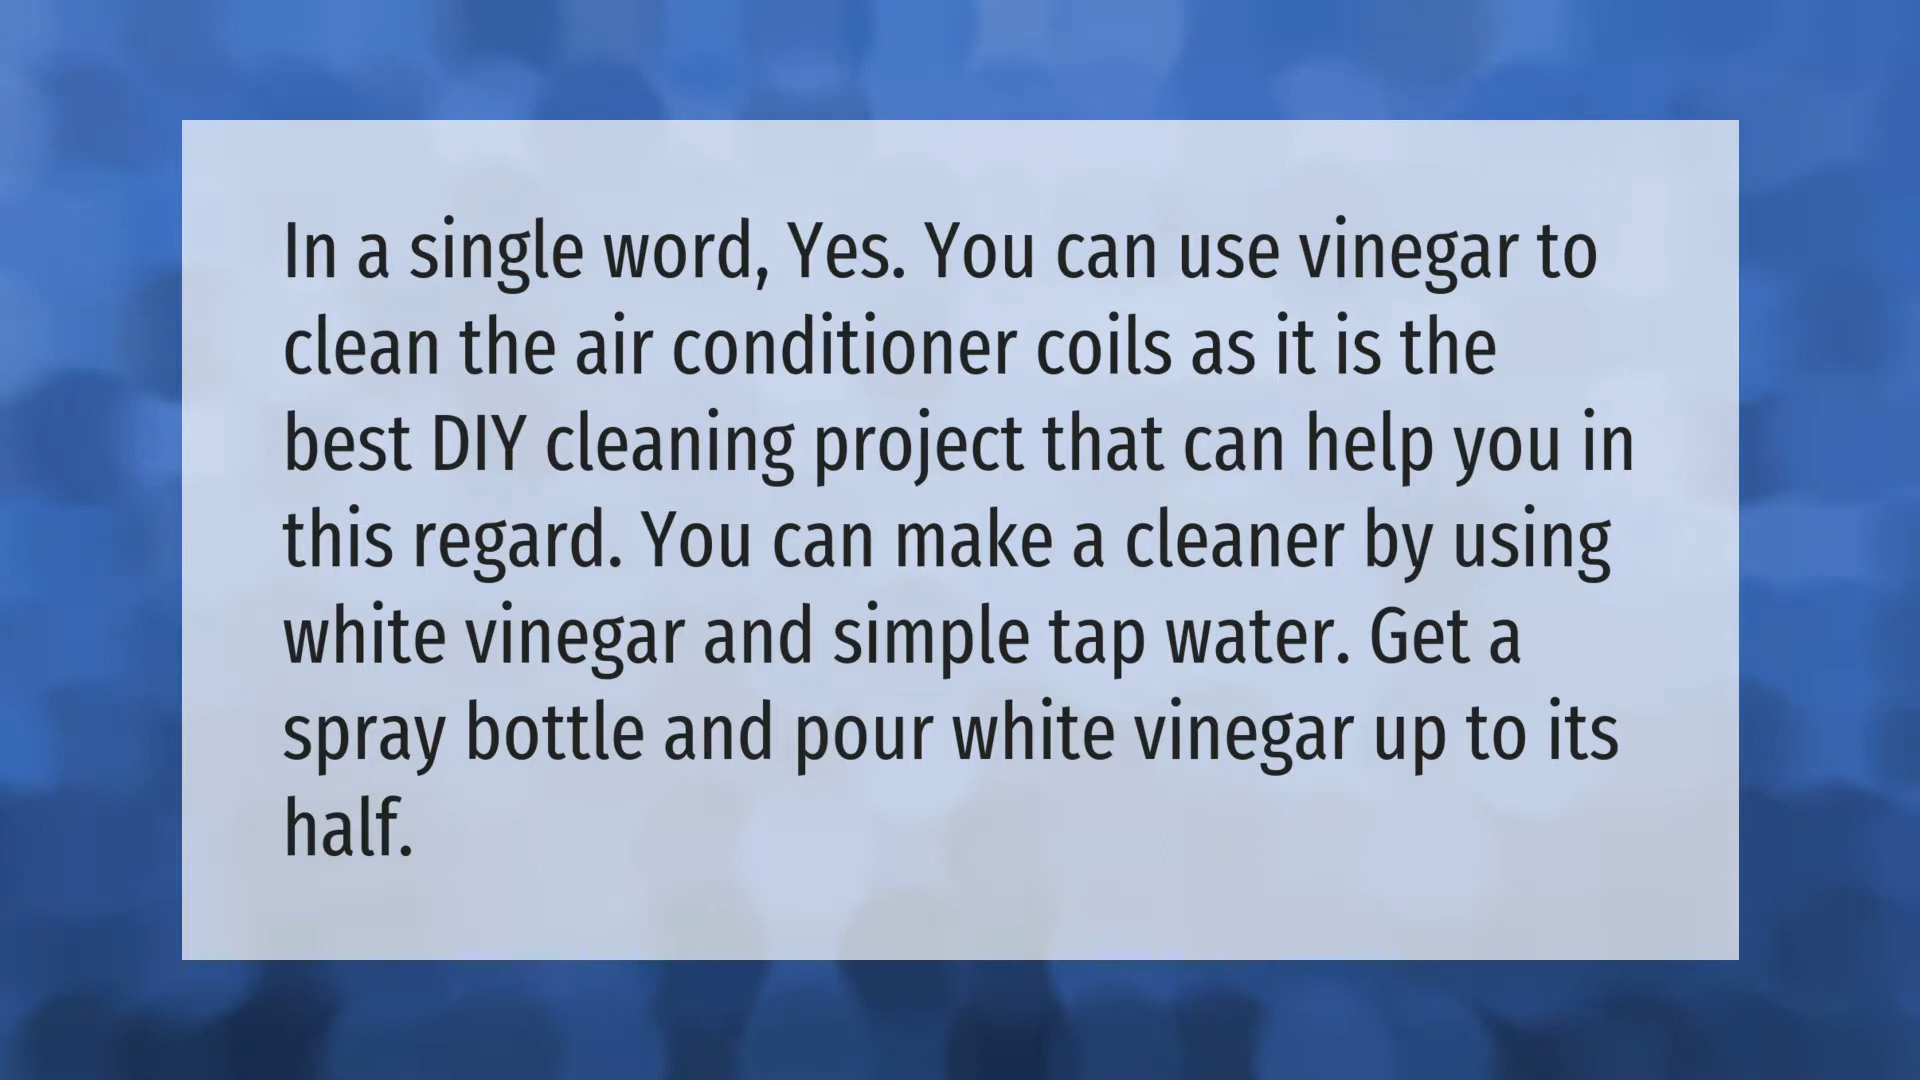 In a single word, Yes. You can use vinegar to
clean the air conditioner coils as it is the
best DIY cleaning project that can help you in
this regard. You can make a cleaner by using
white vinegar and simple tap water. Get a
spray bottle and pour white vinegar up to its
half.